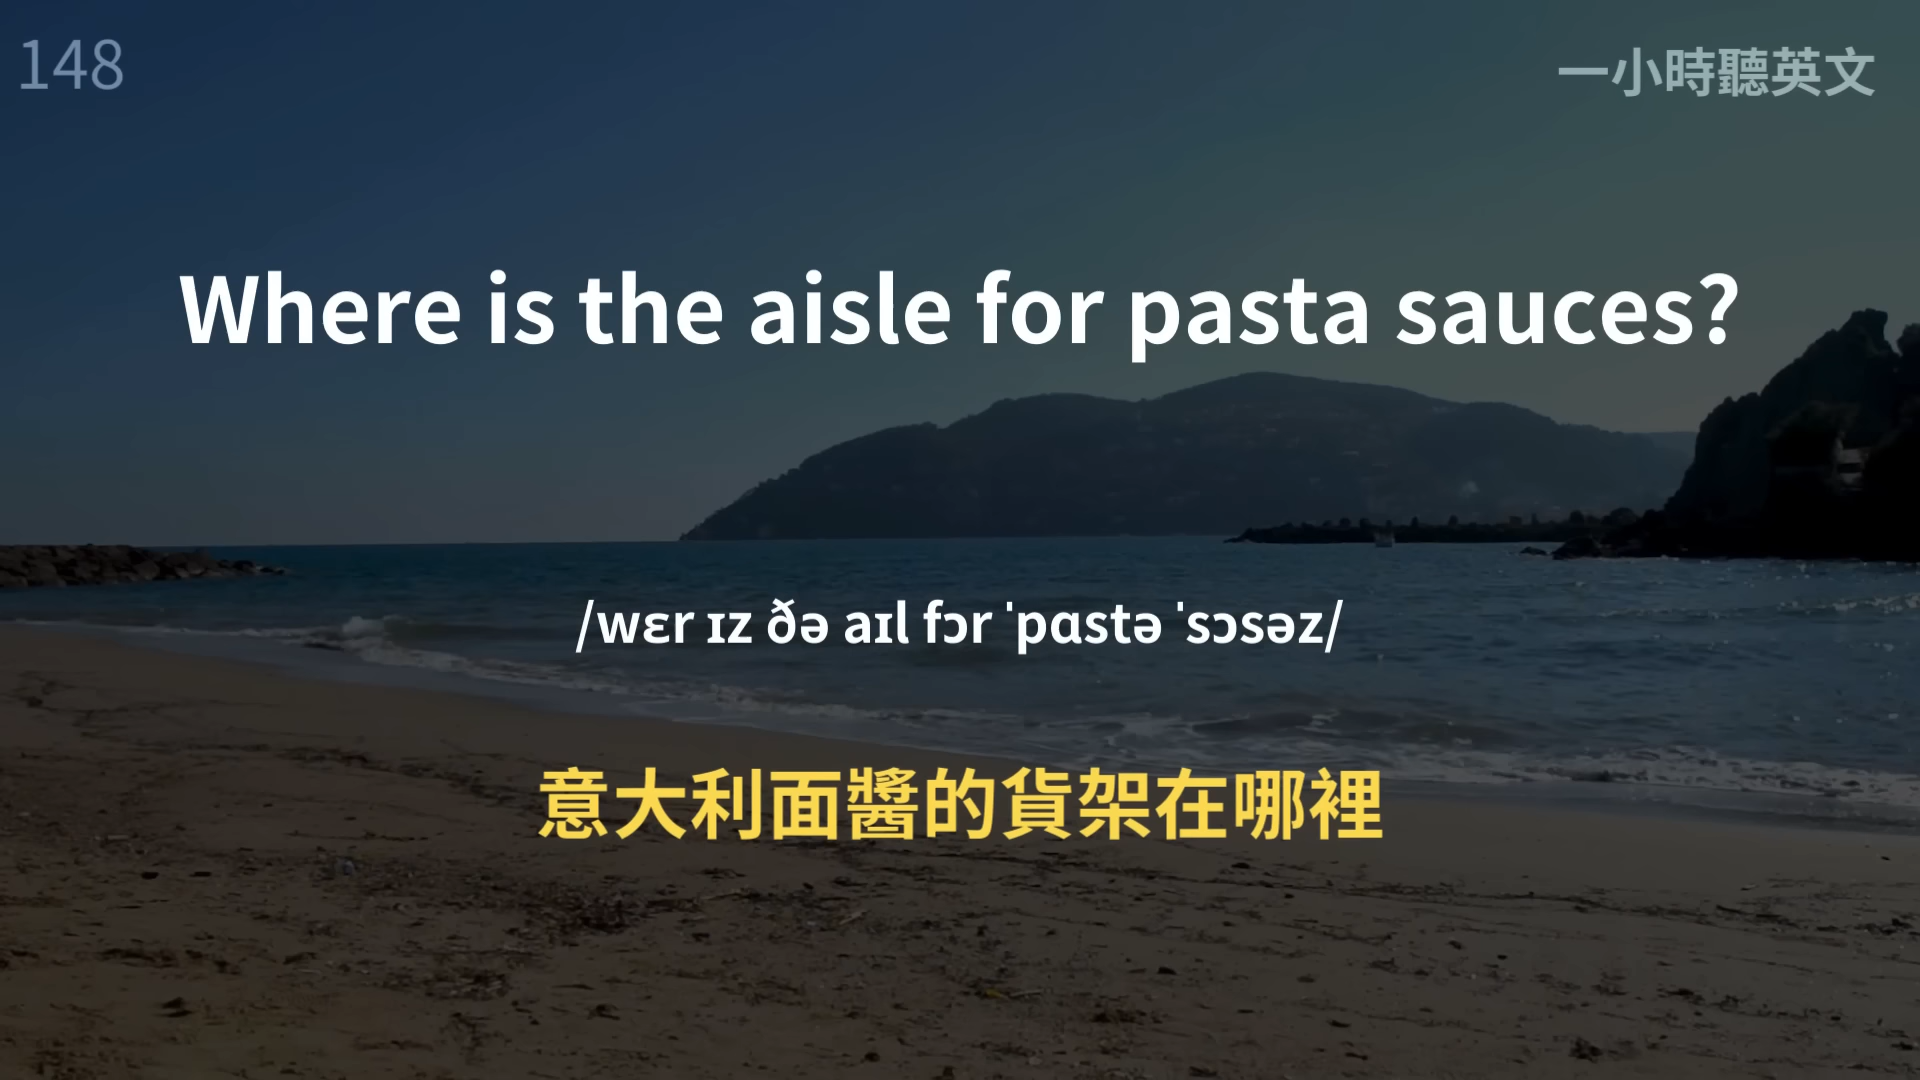 148
一小時聽英文
Where is the aisle for pasta sauces?
/wɛr ɪz ðə aɪl fɔr ˈpɑstə ˈsɔsəz/
意大利面醬的貨架在哪裡